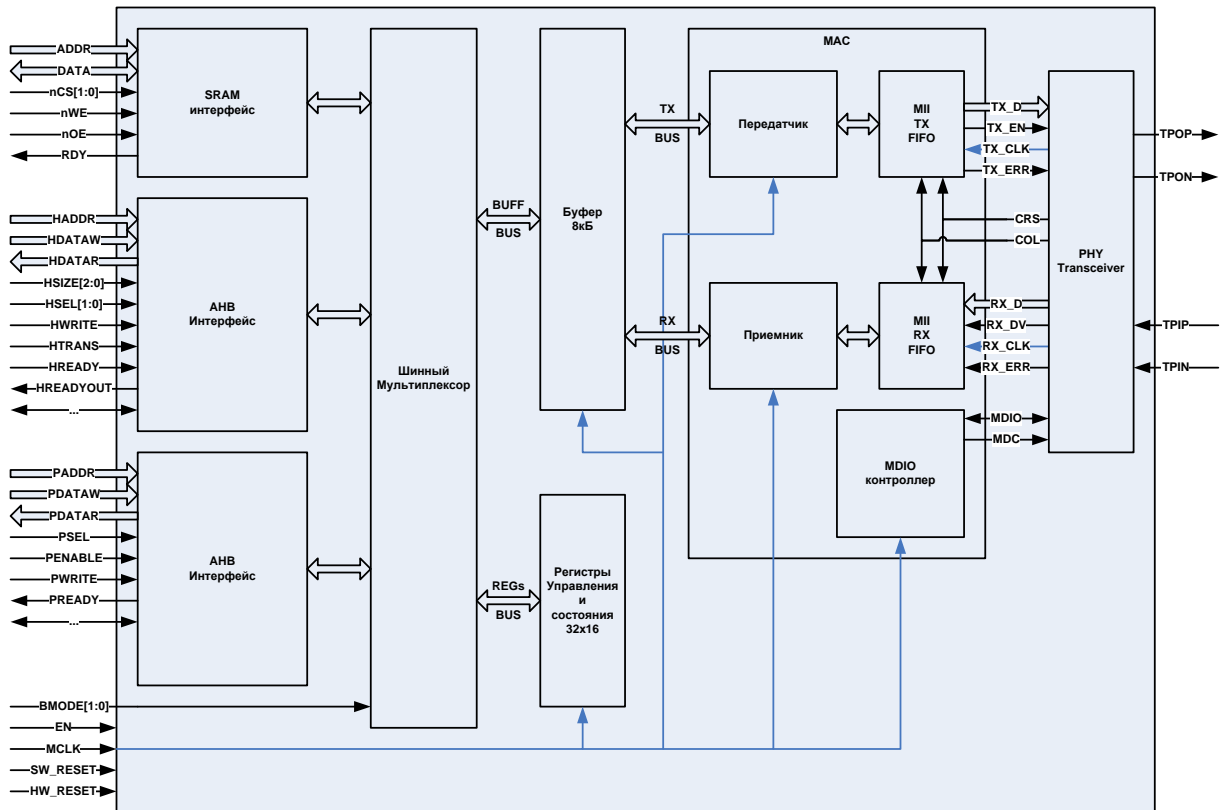 ADDR
DATA
nCS[1:0]
nWE
nOE
RDY
SRAM
интерфейс
HADDR
HDATAW
HDATAR
HSIZE[2:0]
HSEL[1:0]
HWRITE
HTRANS
HREADY
HREADYOUT
...
AHB
Интерфейс
PADDR
PDATAW
PDATAR
PSEL
PENABLE
PWRITE
PREADY
...
AHB
Интерфейс
BMODE[1:0]
EN
MCLK
SW_RESET
HW_RESET
Шинный
Мультиплексор
BUFF
BUS
REGs
BUS
Буфер
8кБ
Регистры
Управления
и
состояния
32x16
TX
BUS
RX
BUS
MAC
Передатчик
MII
TX
FIFO
Приемник
MII
RX
FIFO
MDIO
контроллер
TX_D
TX_EN
TX_CLK
TX_ERR
CRS
COL
RX_D
RX_DV
RX_CLK
RX_ERR
MDIO
MDC
PHY
Transceiver
TPOP
TPON
TPIP
TPIN